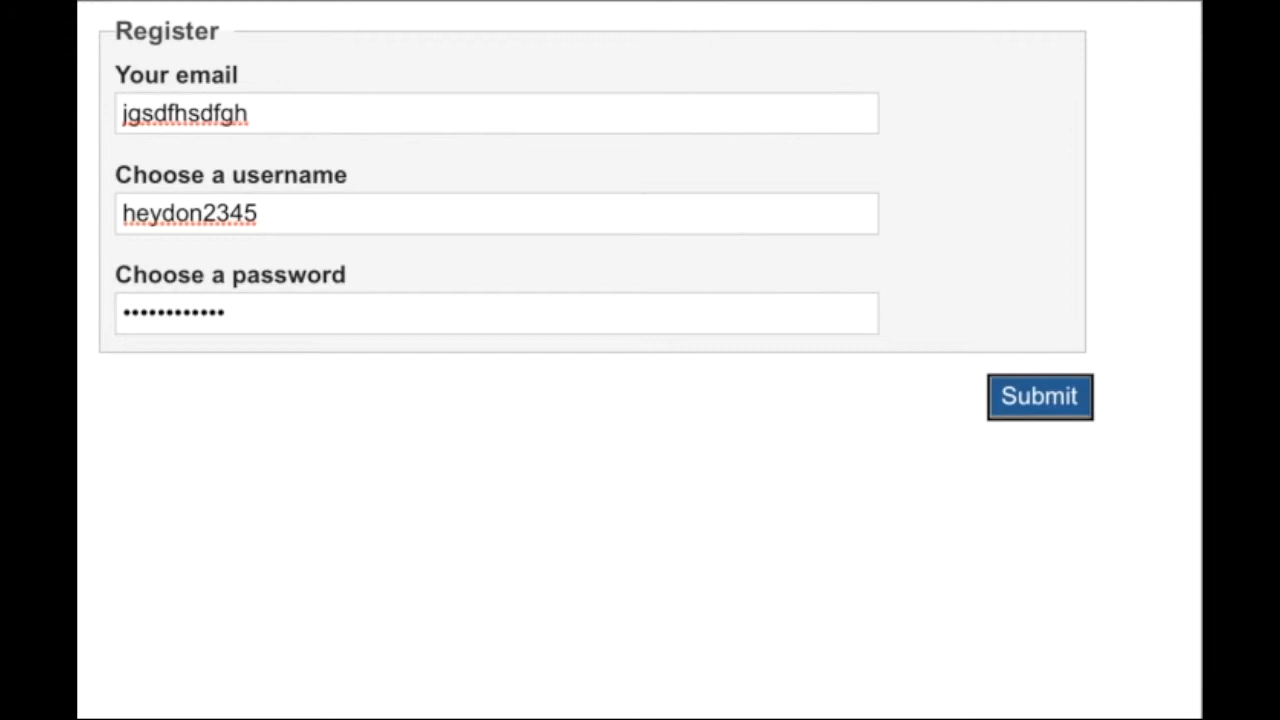 Register
Your email
jgsdfhsdfgh
Choose a username
heydon2345
Choose a password
••••••••••••
Submit